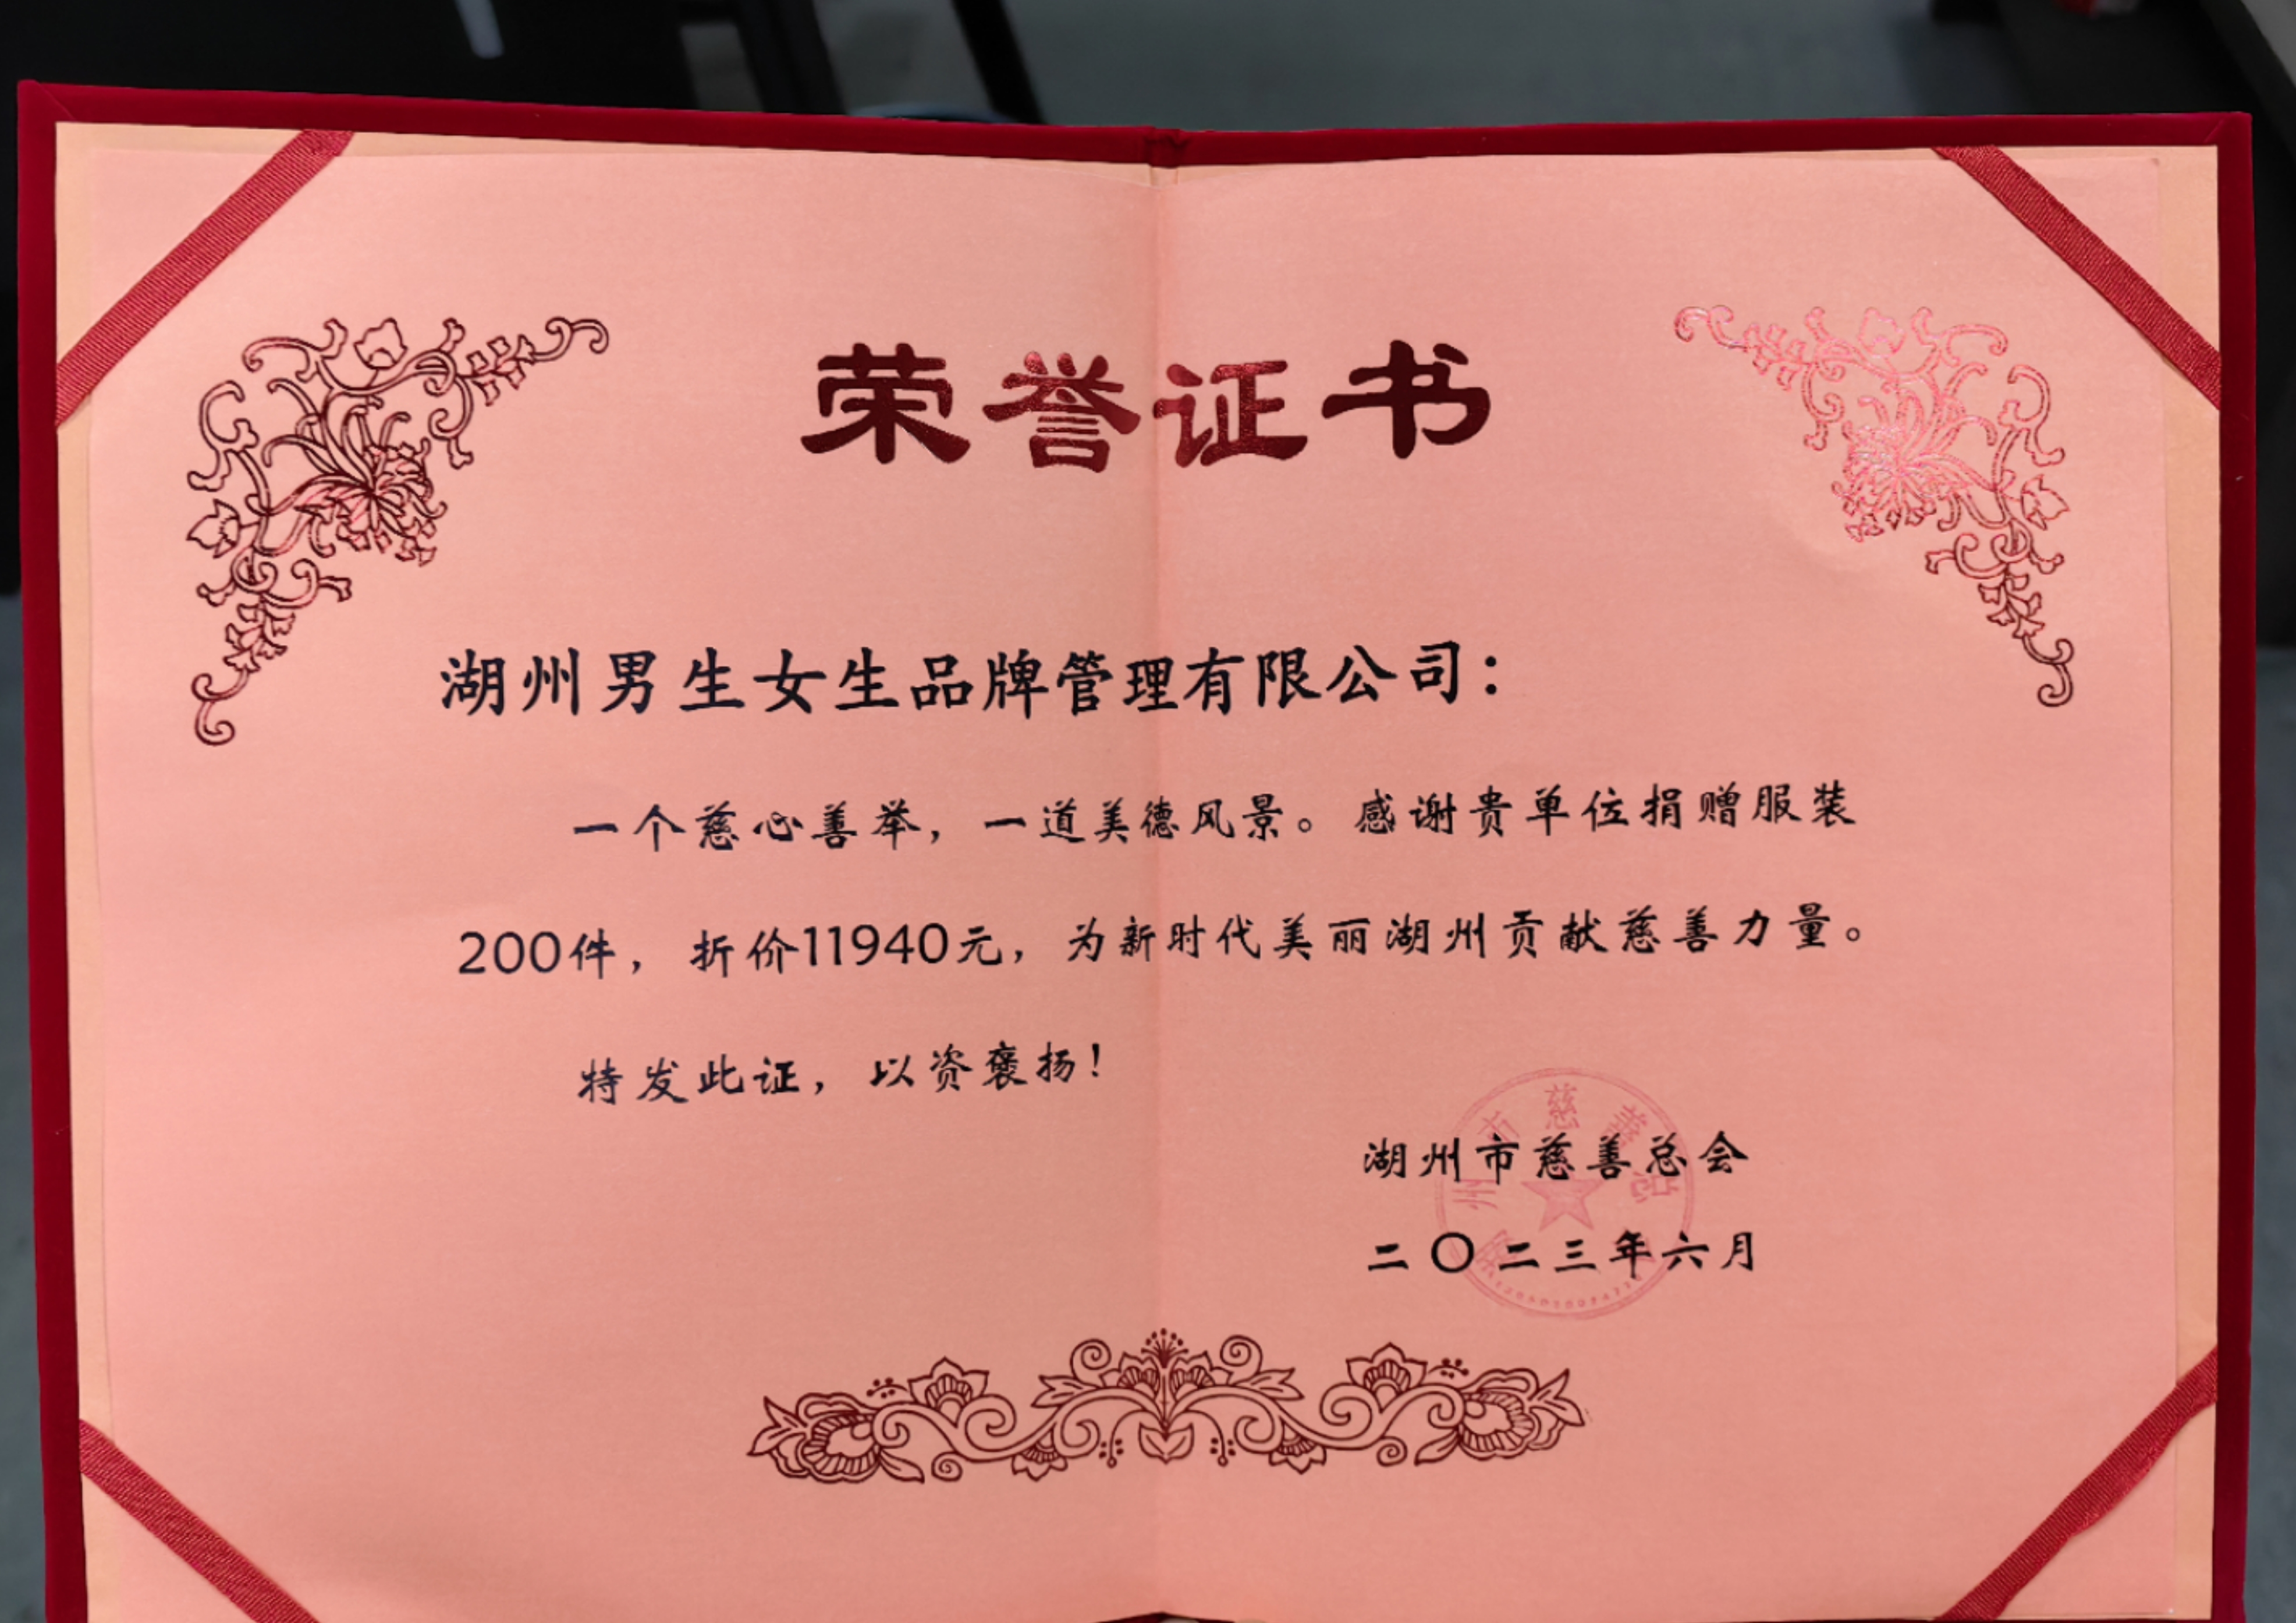 荣誉证书
湖州男生女生品牌管理有限公司：
一个慈心善举，一道美德风景。感谢贵单位捐赠服装
200件，折价11940元，为新时代美丽湖州贡献慈善力量。
特发此证，以资褒扬！
湖州市慈善总会
二〇二三年六月